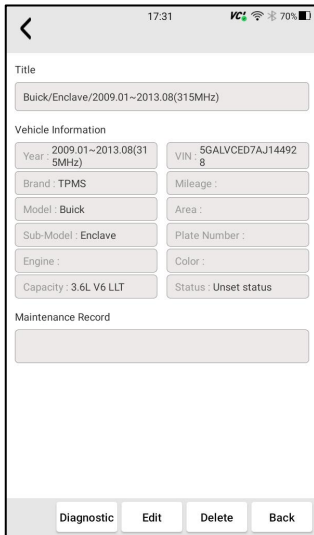 17:31 VC! 70%
Title
Buick/Enclave/2009.01~2013.08(315MHz)
Vehicle Information
Year : 2009.01~2013.08(31
5MHz)
VIN : 5GALVCED7AJ14492
8
Brand : TPMS
Mileage :
Model : Buick
Area :
Sub-Model : Enclave
Plate Number :
Engine :
Color :
Capacity : 3.6L V6 LLT
Status : Unset status
Maintenance Record
Diagnostic Edit Delete Back